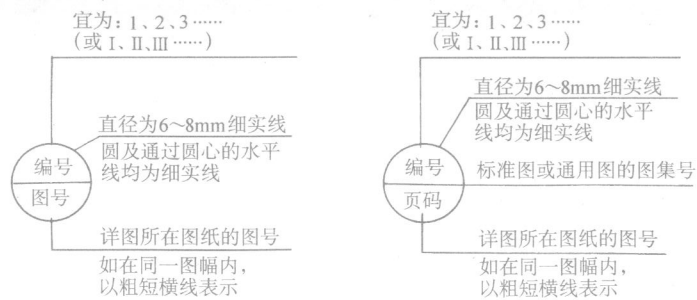 宜为：1、2、3……
（或 I、II、III……）
直径为6～8mm细实线
圆及通过圆心的水平
线均为细实线
编号
图号
详图所在图纸的图号
如在同一图幅内，
以粗短横线表示
宜为：1、2、3……
（或 I、II、III……）
直径为6～8mm细实线
圆及通过圆心的水平
线均为细实线
编号
标准图或通用图的图集号
页码
详图所在图纸的图号
如在同一图幅内，
以粗短横线表示